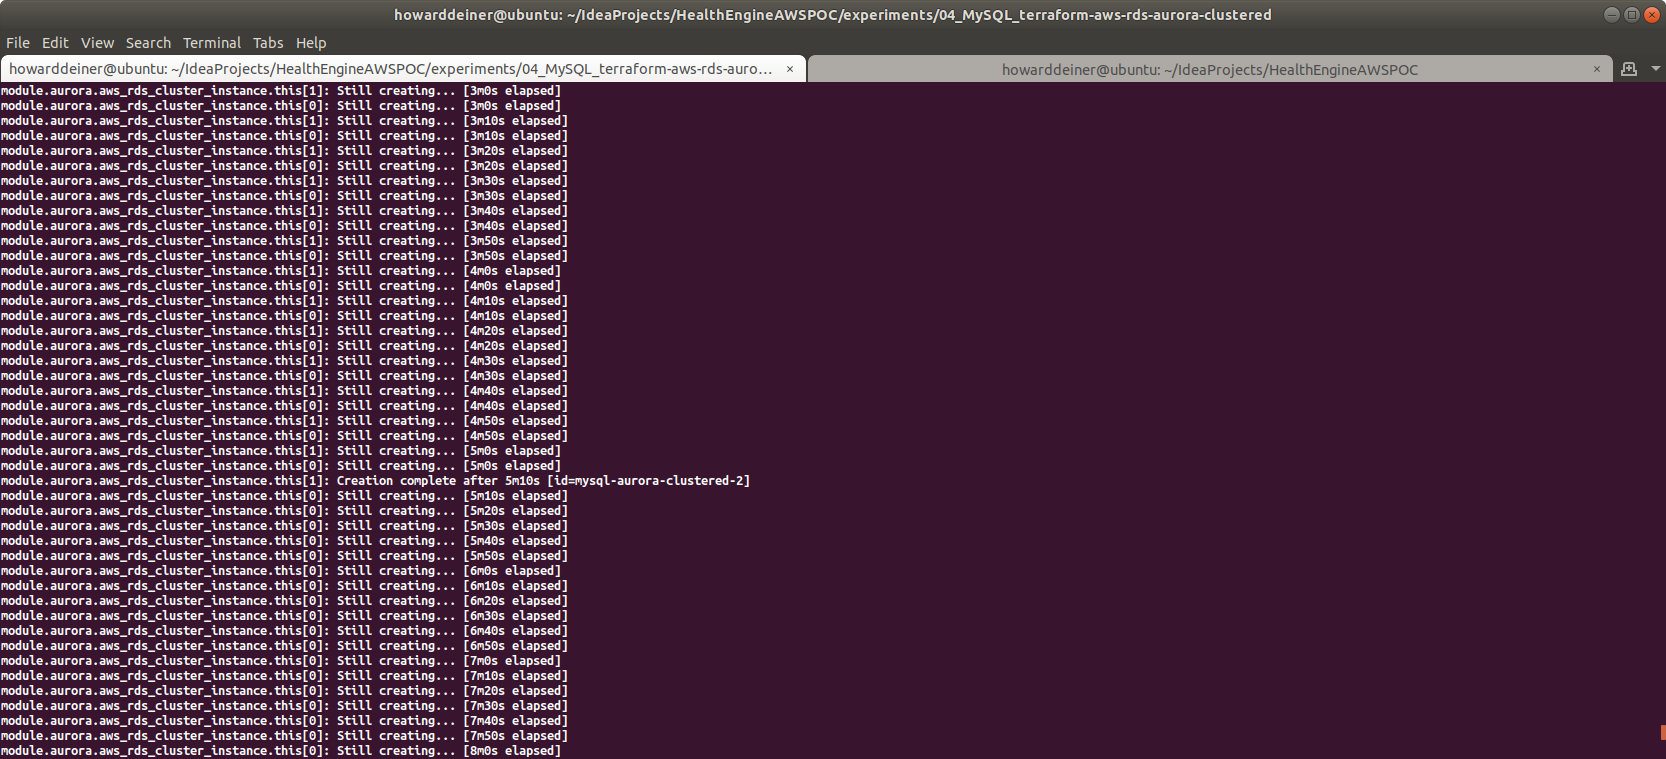 howarddeiner@ubuntu: ~/IdeaProjects/HealthEngineAWSPOC/experiments/04_MySQL_terraform-aws-rds-aurora-clustered
File Edit View Search Terminal Tabs Help
howarddeiner@ubuntu: ~/IdeaProjects/HealthEngineAWSPOC/experiments/04_MySQL_terraform-aws-rds-auro... ×
howarddeiner@ubuntu: ~/IdeaProjects/HealthEngineAWSPOC ×
module.aurora.aws_rds_cluster_instance.this[1]: Still creating... [3m0s elapsed]
module.aurora.aws_rds_cluster_instance.this[0]: Still creating... [3m0s elapsed]
module.aurora.aws_rds_cluster_instance.this[1]: Still creating... [3m10s elapsed]
module.aurora.aws_rds_cluster_instance.this[0]: Still creating... [3m10s elapsed]
module.aurora.aws_rds_cluster_instance.this[1]: Still creating... [3m20s elapsed]
module.aurora.aws_rds_cluster_instance.this[0]: Still creating... [3m20s elapsed]
module.aurora.aws_rds_cluster_instance.this[1]: Still creating... [3m30s elapsed]
module.aurora.aws_rds_cluster_instance.this[0]: Still creating... [3m30s elapsed]
module.aurora.aws_rds_cluster_instance.this[1]: Still creating... [3m40s elapsed]
module.aurora.aws_rds_cluster_instance.this[0]: Still creating... [3m40s elapsed]
module.aurora.aws_rds_cluster_instance.this[1]: Still creating... [3m50s elapsed]
module.aurora.aws_rds_cluster_instance.this[0]: Still creating... [3m50s elapsed]
module.aurora.aws_rds_cluster_instance.this[1]: Still creating... [4m0s elapsed]
module.aurora.aws_rds_cluster_instance.this[0]: Still creating... [4m0s elapsed]
module.aurora.aws_rds_cluster_instance.this[1]: Still creating... [4m10s elapsed]
module.aurora.aws_rds_cluster_instance.this[0]: Still creating... [4m10s elapsed]
module.aurora.aws_rds_cluster_instance.this[1]: Still creating... [4m20s elapsed]
module.aurora.aws_rds_cluster_instance.this[0]: Still creating... [4m20s elapsed]
module.aurora.aws_rds_cluster_instance.this[1]: Still creating... [4m30s elapsed]
module.aurora.aws_rds_cluster_instance.this[0]: Still creating... [4m30s elapsed]
module.aurora.aws_rds_cluster_instance.this[1]: Still creating... [4m40s elapsed]
module.aurora.aws_rds_cluster_instance.this[0]: Still creating... [4m40s elapsed]
module.aurora.aws_rds_cluster_instance.this[1]: Still creating... [4m50s elapsed]
module.aurora.aws_rds_cluster_instance.this[0]: Still creating... [4m50s elapsed]
module.aurora.aws_rds_cluster_instance.this[1]: Still creating... [5m0s elapsed]
module.aurora.aws_rds_cluster_instance.this[0]: Still creating... [5m0s elapsed]
module.aurora.aws_rds_cluster_instance.this[1]: Creation complete after 5m10s [id=mysql-aurora-clustered-2]
module.aurora.aws_rds_cluster_instance.this[0]: Still creating... [5m10s elapsed]
module.aurora.aws_rds_cluster_instance.this[0]: Still creating... [5m20s elapsed]
module.aurora.aws_rds_cluster_instance.this[0]: Still creating... [5m30s elapsed]
module.aurora.aws_rds_cluster_instance.this[0]: Still creating... [5m40s elapsed]
module.aurora.aws_rds_cluster_instance.this[0]: Still creating... [5m50s elapsed]
module.aurora.aws_rds_cluster_instance.this[0]: Still creating... [6m0s elapsed]
module.aurora.aws_rds_cluster_instance.this[0]: Still creating... [6m10s elapsed]
module.aurora.aws_rds_cluster_instance.this[0]: Still creating... [6m20s elapsed]
module.aurora.aws_rds_cluster_instance.this[0]: Still creating... [6m30s elapsed]
module.aurora.aws_rds_cluster_instance.this[0]: Still creating... [6m40s elapsed]
module.aurora.aws_rds_cluster_instance.this[0]: Still creating... [6m50s elapsed]
module.aurora.aws_rds_cluster_instance.this[0]: Still creating... [7m0s elapsed]
module.aurora.aws_rds_cluster_instance.this[0]: Still creating... [7m10s elapsed]
module.aurora.aws_rds_cluster_instance.this[0]: Still creating... [7m20s elapsed]
module.aurora.aws_rds_cluster_instance.this[0]: Still creating... [7m30s elapsed]
module.aurora.aws_rds_cluster_instance.this[0]: Still creating... [7m40s elapsed]
module.aurora.aws_rds_cluster_instance.this[0]: Still creating... [7m50s elapsed]
module.aurora.aws_rds_cluster_instance.this[0]: Still creating... [8m0s elapsed]